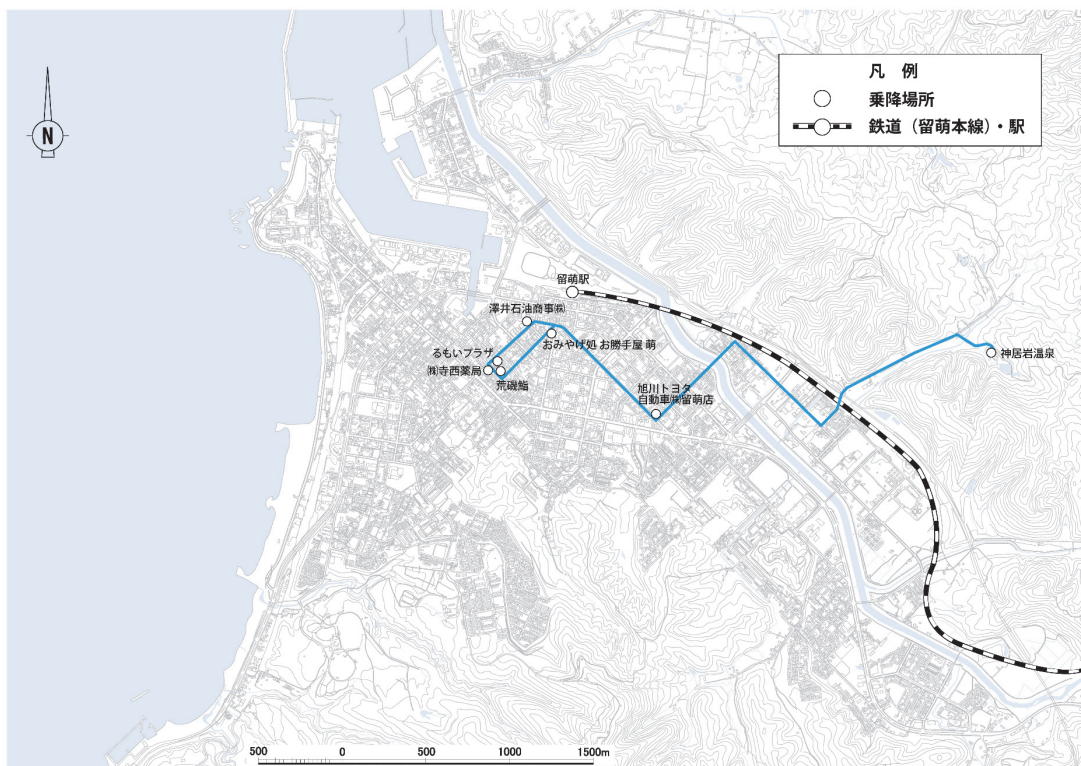 凡 例
乗降場所
鉄道（留萌本線）・駅
N
留萌駅
澤井石油商事㈱
おみやげ処 お勝手屋 萌
るもいプラザ
㈱寺西薬局
荒磯鮨
旭川トヨタ
自動車㈱留萌店
神居岩温泉
500 0 500 1000 1500m